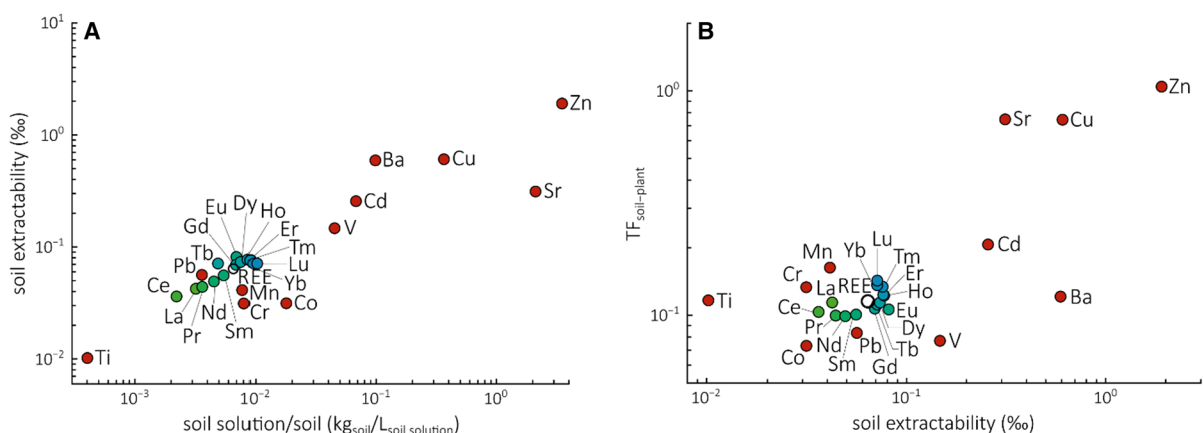 A
soil extractability (‰)
10¹
10⁰
10⁻¹
10⁻²
Zn
Ba
Cu
Sr
Cd
V
Eu
Dy
Ho
Gd
Er
Tb
Tm
Pb
Lu
Ce
REE
Yb
Mn
La
Nd
Cr
Co
Pr
Sm
Ti
10⁻³
10⁻²
10⁻¹
10⁰
soil solution/soil (kg_soil/L_soil solution)
B
TF_soil–plant
10⁰
10⁻¹
Zn
Sr
Cu
Cd
Lu
Yb
Mn
Tm
Cr
Er
La
REE
Ho
Ba
Ti
Ce
Eu
Pr
Dy
Nd
Pb
Tb
V
Co
Sm
Gd
10⁻²
10⁻¹
10⁰
soil extractability (‰)